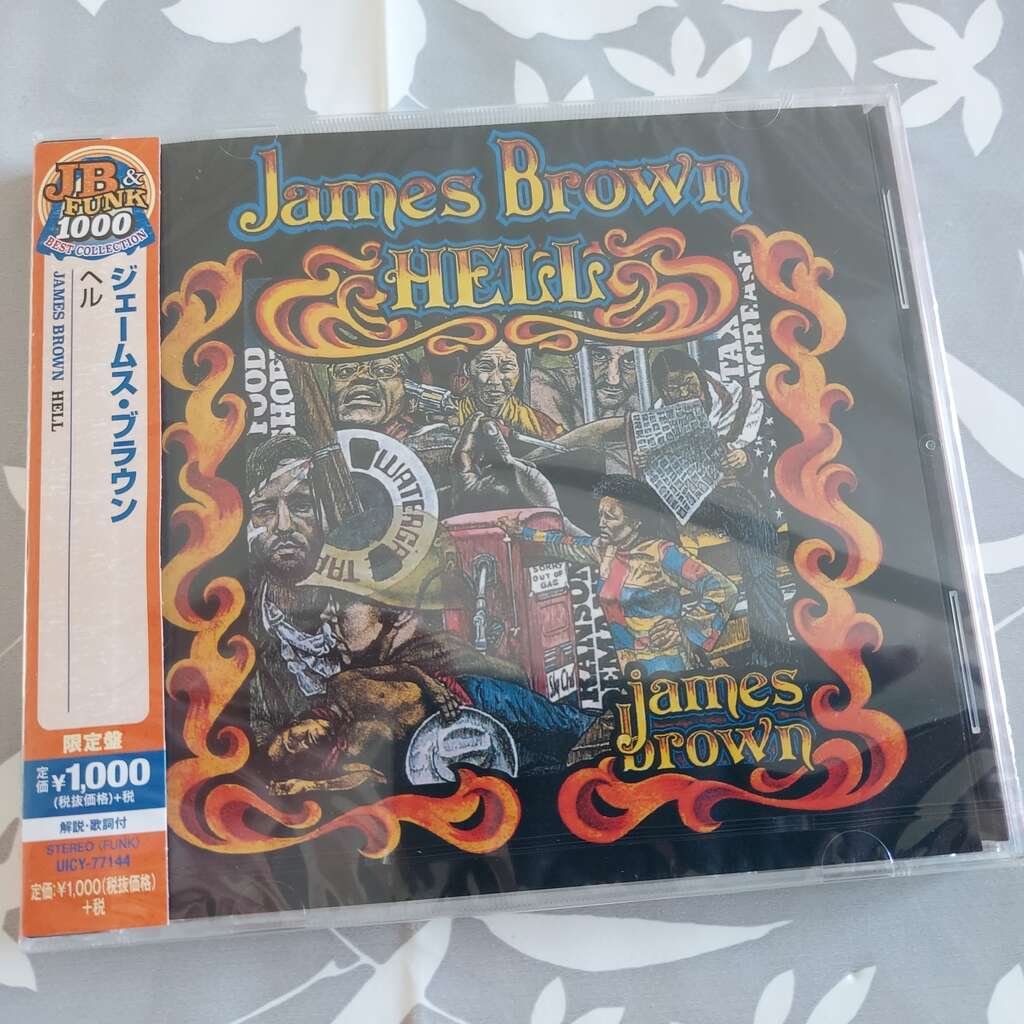 JB &
FUNK
1000
BEST COLLECTION
ジェームス・ブラウン
ヘル
JAMES BROWN HELL
限定盤
定価 ¥1,000
(税抜価格)+税
解説・歌詞付
STEREO (FUNK)
UICY-77144
定価:¥1,000(税抜価格)
+税
James Brown
HELL
FOOD
TAX
INCREASE
WATERGA
SORRY
OUT OF
GAS
james
brown